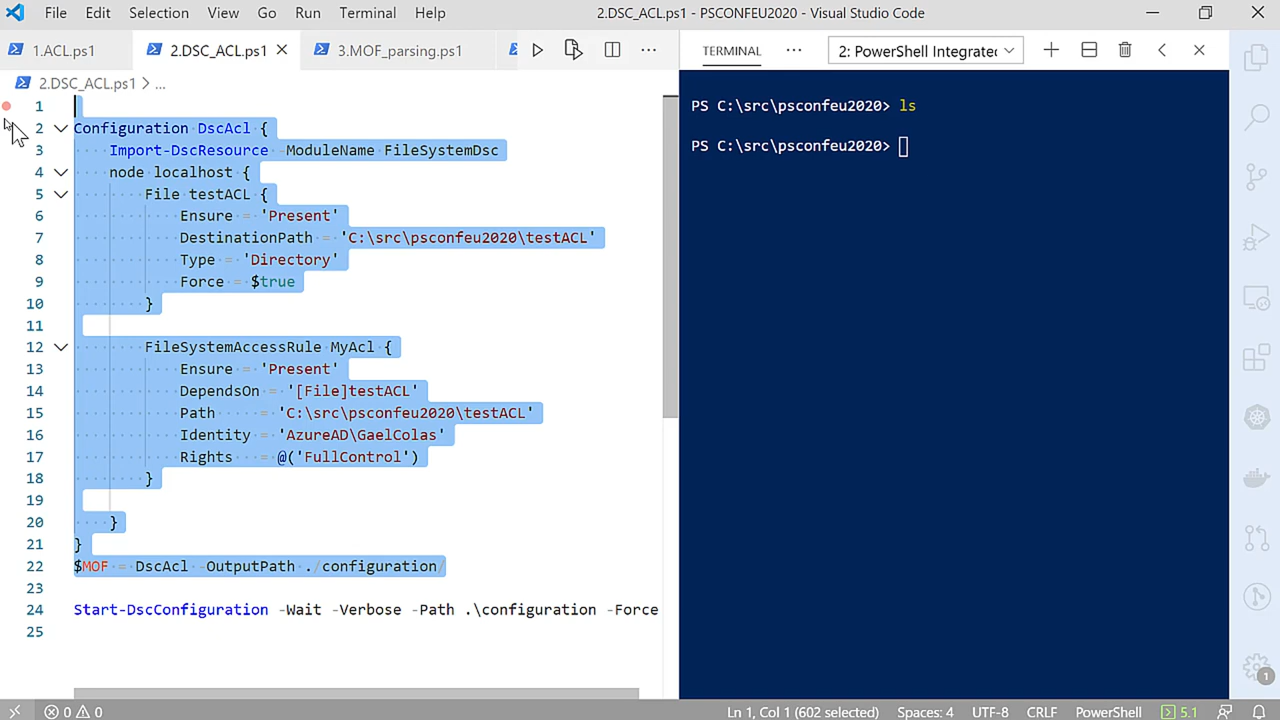 File Edit Selection View Go Run Terminal Help 2.DSC_ACL.ps1 - PSCONFEU2020 - Visual Studio Code
1.ACL.ps1 2.DSC_ACL.ps1 3.MOF_parsing.ps1
2.DSC_ACL.ps1 > ...
1
2 Configuration DscAcl {
3 Import-DscResource -ModuleName FileSystemDsc
4 node localhost {
5 File testACL {
6 Ensure = 'Present'
7 DestinationPath = 'C:\src\psconfeu2020\testACL'
8 Type = 'Directory'
9 Force = $true
10 }
11
12 FileSystemAccessRule MyAcl {
13 Ensure = 'Present'
14 DependsOn = '[File]testACL'
15 Path = 'C:\src\psconfeu2020\testACL'
16 Identity = 'AzureAD\GaelColas'
17 Rights = @('FullControl')
18 }
19
20 }
21 }
22 $MOF = DscAcl -OutputPath ./configuration/
23
24 Start-DscConfiguration -Wait -Verbose -Path .\configuration -Force
25
TERMINAL ... 2: PowerShell Integrated
PS C:\src\psconfeu2020> ls
PS C:\src\psconfeu2020>
1
0 0 Ln 1, Col 1 (602 selected) Spaces: 4 UTF-8 CRLF PowerShell 5.1